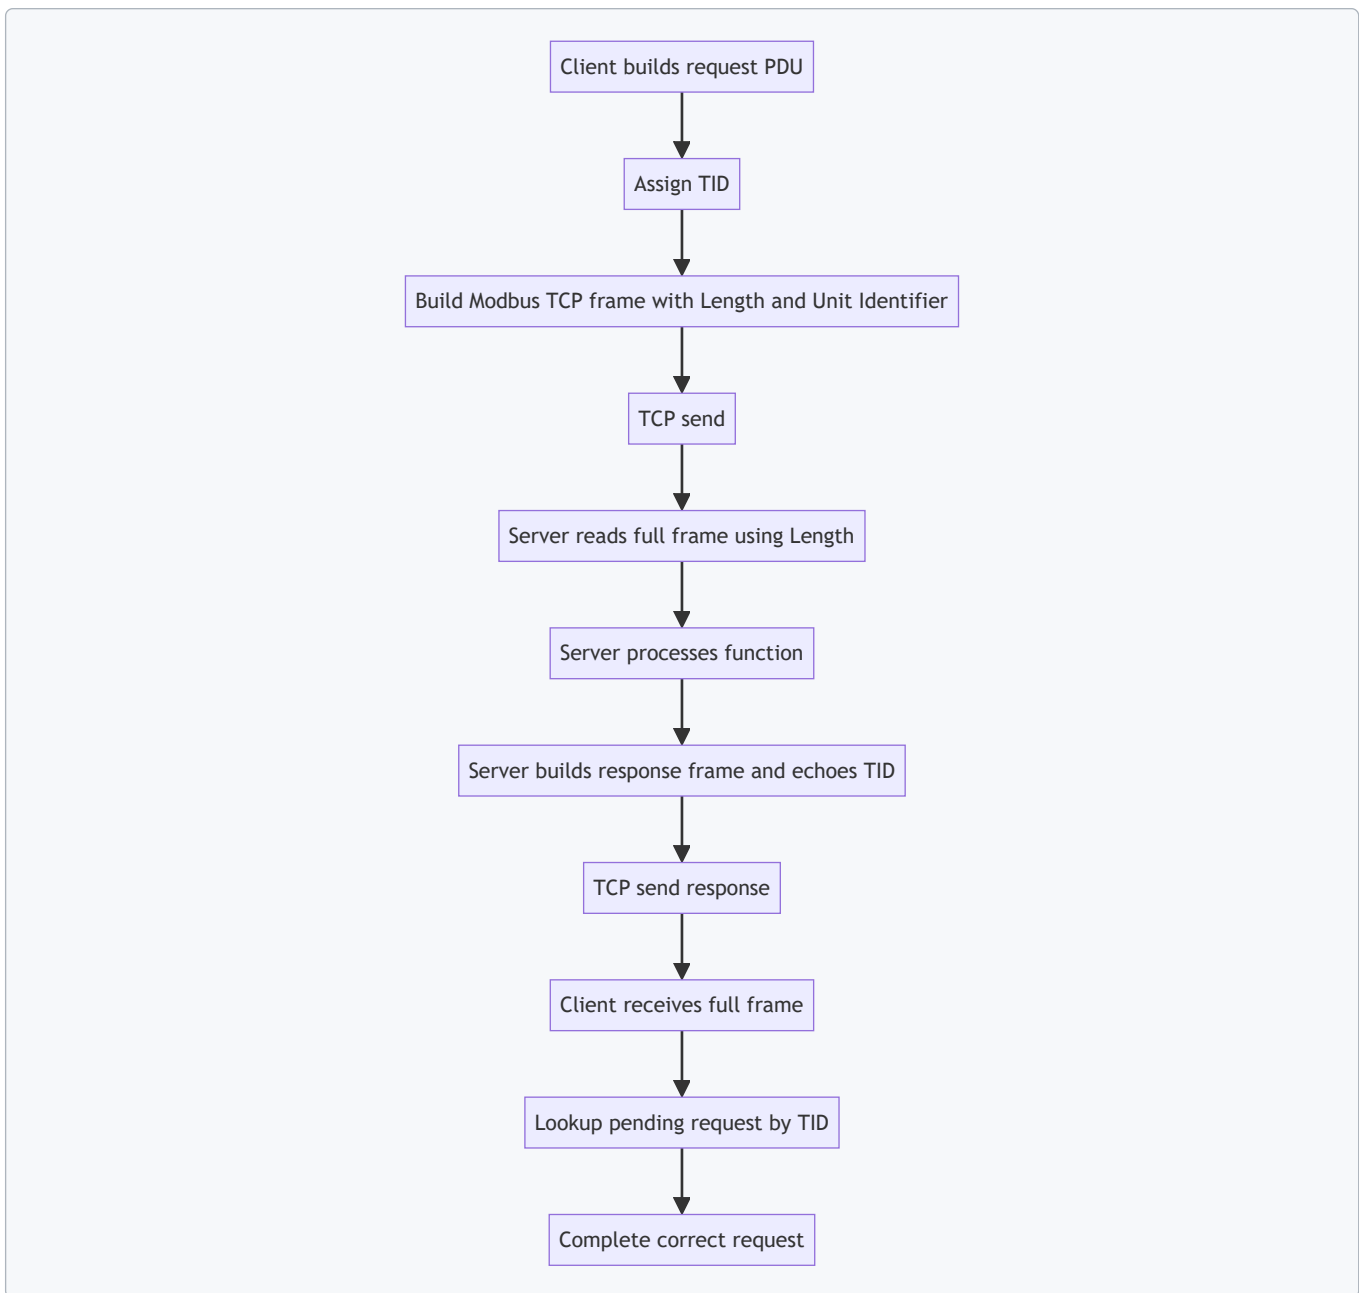 Client builds request PDU
Assign TID
Build Modbus TCP frame with Length and Unit Identifier
TCP send
Server reads full frame using Length
Server processes function
Server builds response frame and echoes TID
TCP send response
Client receives full frame
Lookup pending request by TID
Complete correct request